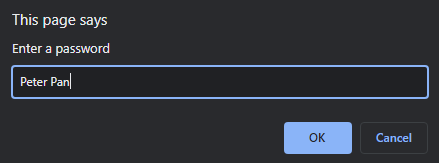 This page says
Enter a password
Peter Pan
OK
Cancel